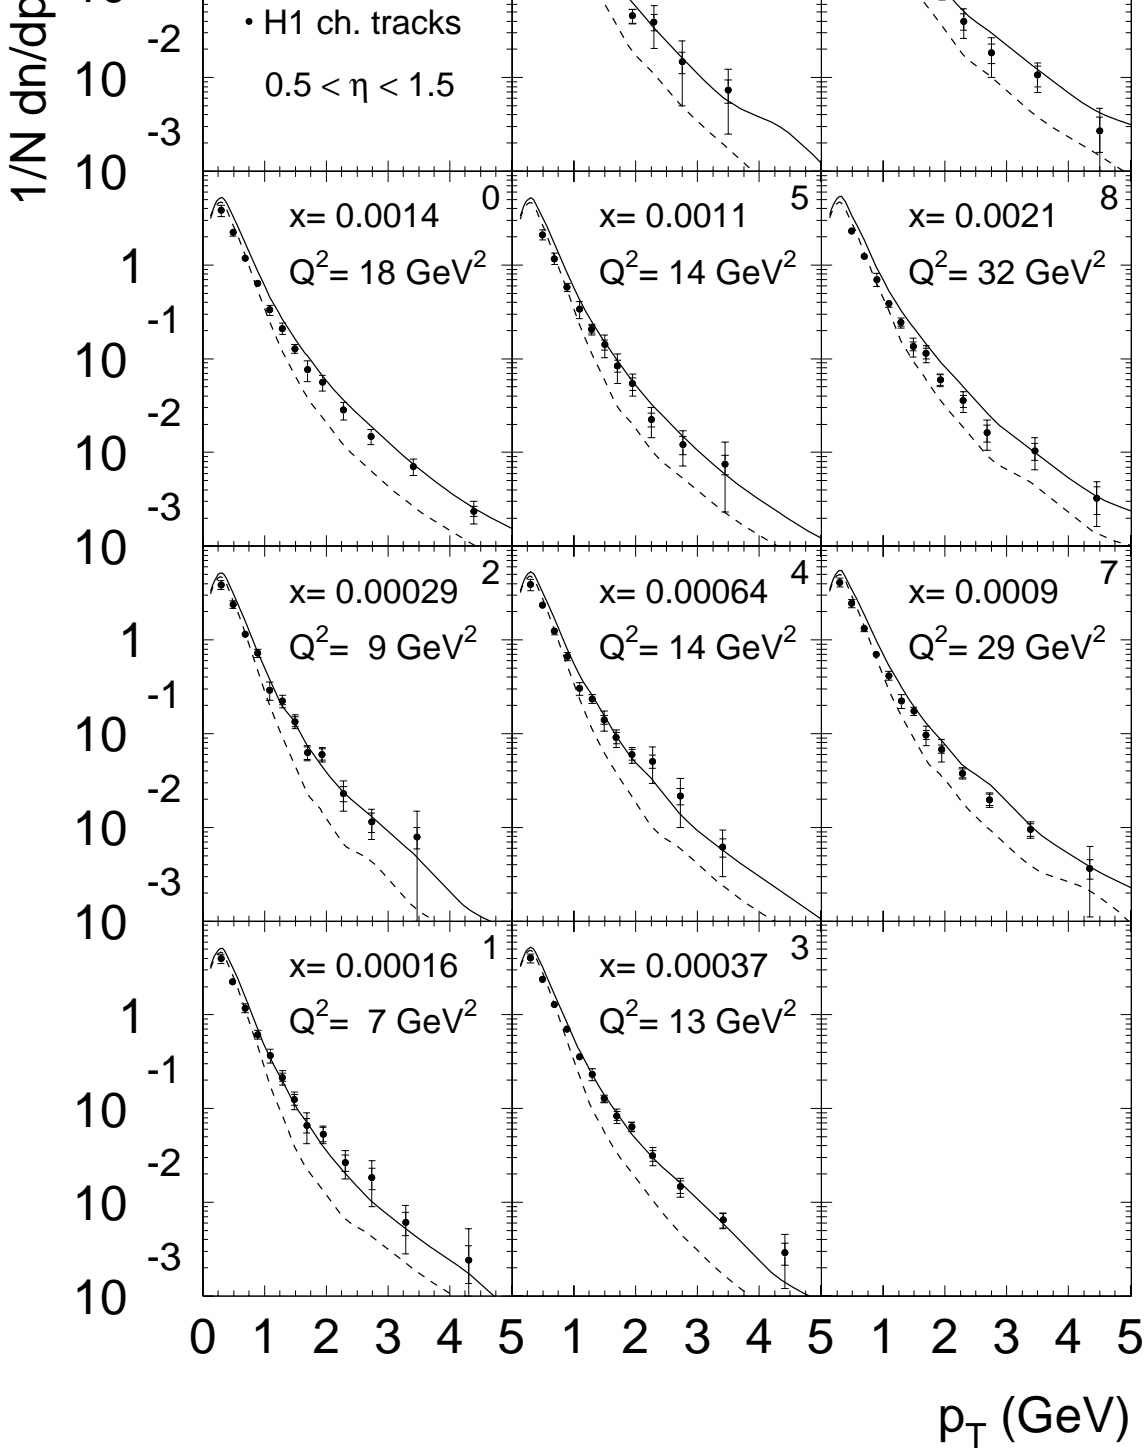 1/N dn/dp
• H1 ch. tracks
0.5 < η < 1.5
-2
10
-3
10
0
x= 0.0014
Q²= 18 GeV²
5
x= 0.0011
Q²= 14 GeV²
8
x= 0.0021
Q²= 32 GeV²
1
-1
10
-2
10
-3
10
2
x= 0.00029
Q²= 9 GeV²
4
x= 0.00064
Q²= 14 GeV²
7
x= 0.0009
Q²= 29 GeV²
1
-1
10
-2
10
-3
10
1
x= 0.00016
Q²= 7 GeV²
3
x= 0.00037
Q²= 13 GeV²
1
-1
10
-2
10
-3
10
0 1 2 3 4 5 1 2 3 4 5 1 2 3 4 5
p_T (GeV)